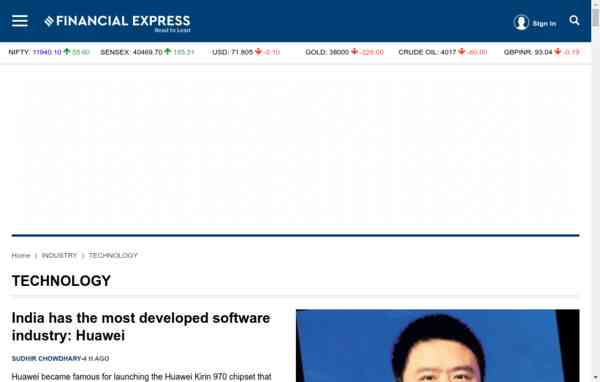 FINANCIAL EXPRESS
Read to Lead
Sign In
NIFTY: 11940.10 55.60 SENSEX: 40469.70 185.51 USD: 71.805 -0.10 GOLD: 38000 -226.00 CRUDE OIL: 4017 -60.00 GBPINR: 93.04 -0.19
Home | INDUSTRY | TECHNOLOGY
TECHNOLOGY
India has the most developed software
industry: Huawei
SUDHIR CHOWDHARY•4 H AGO
Huawei became famous for launching the Huawei Kirin 970 chipset that